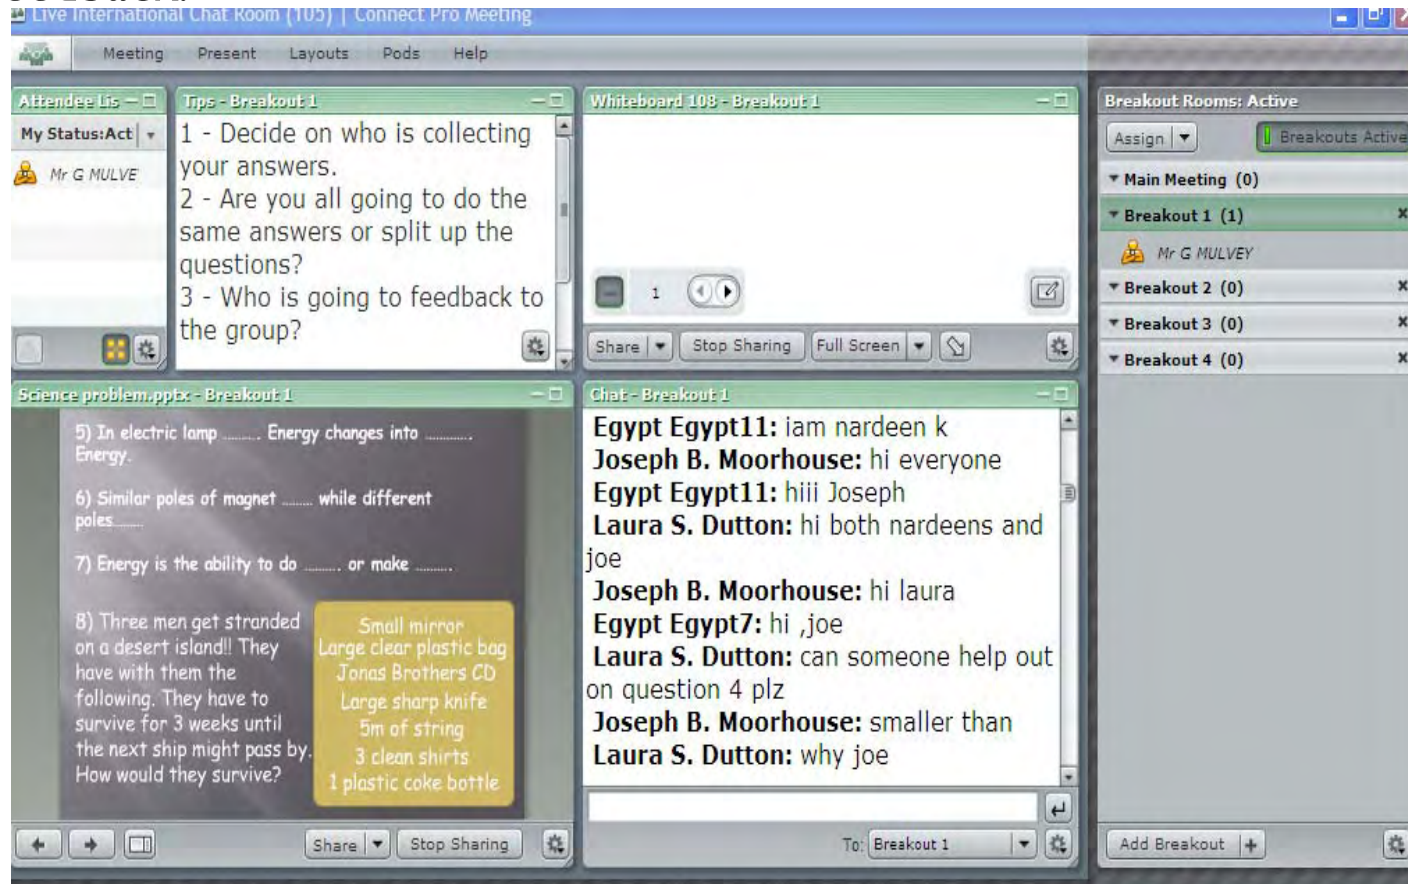 Live International Chat Room (105) | Connect Pro Meeting
Meeting Present Layouts Pods Help
Attendee Lis
My Status:Act
Mr G MULVE
Tips - Breakout 1
1 - Decide on who is collecting
your answers.
2 - Are you all going to do the
same answers or split up the
questions?
3 - Who is going to feedback to
the group?
Whiteboard 108 - Breakout 1
1
Share Stop Sharing Full Screen
Science problem.pptx - Breakout 1
5) In electric lamp ......... Energy changes into ...........
Energy.
6) Similar poles of magnet ........ while different
poles........
7) Energy is the ability to do ......... or make .........
8) Three men get stranded
on a desert island!! They
have with them the
following. They have to
survive for 3 weeks until
the next ship might pass by.
How would they survive?
Small mirror
Large clear plastic bag
Jonas Brothers CD
Large sharp knife
5m of string
3 clean shirts
1 plastic coke bottle
Share Stop Sharing
Chat - Breakout 1
Egypt Egypt11: iam nardeen k
Joseph B. Moorhouse: hi everyone
Egypt Egypt11: hiii Joseph
Laura S. Dutton: hi both nardeens and
joe
Joseph B. Moorhouse: hi laura
Egypt Egypt7: hi ,joe
Laura S. Dutton: can someone help out
on question 4 plz
Joseph B. Moorhouse: smaller than
Laura S. Dutton: why joe
To: Breakout 1
Breakout Rooms: Active
Assign Breakouts Active
Main Meeting (0)
Breakout 1 (1)
Mr G MULVEY
Breakout 2 (0)
Breakout 3 (0)
Breakout 4 (0)
Add Breakout